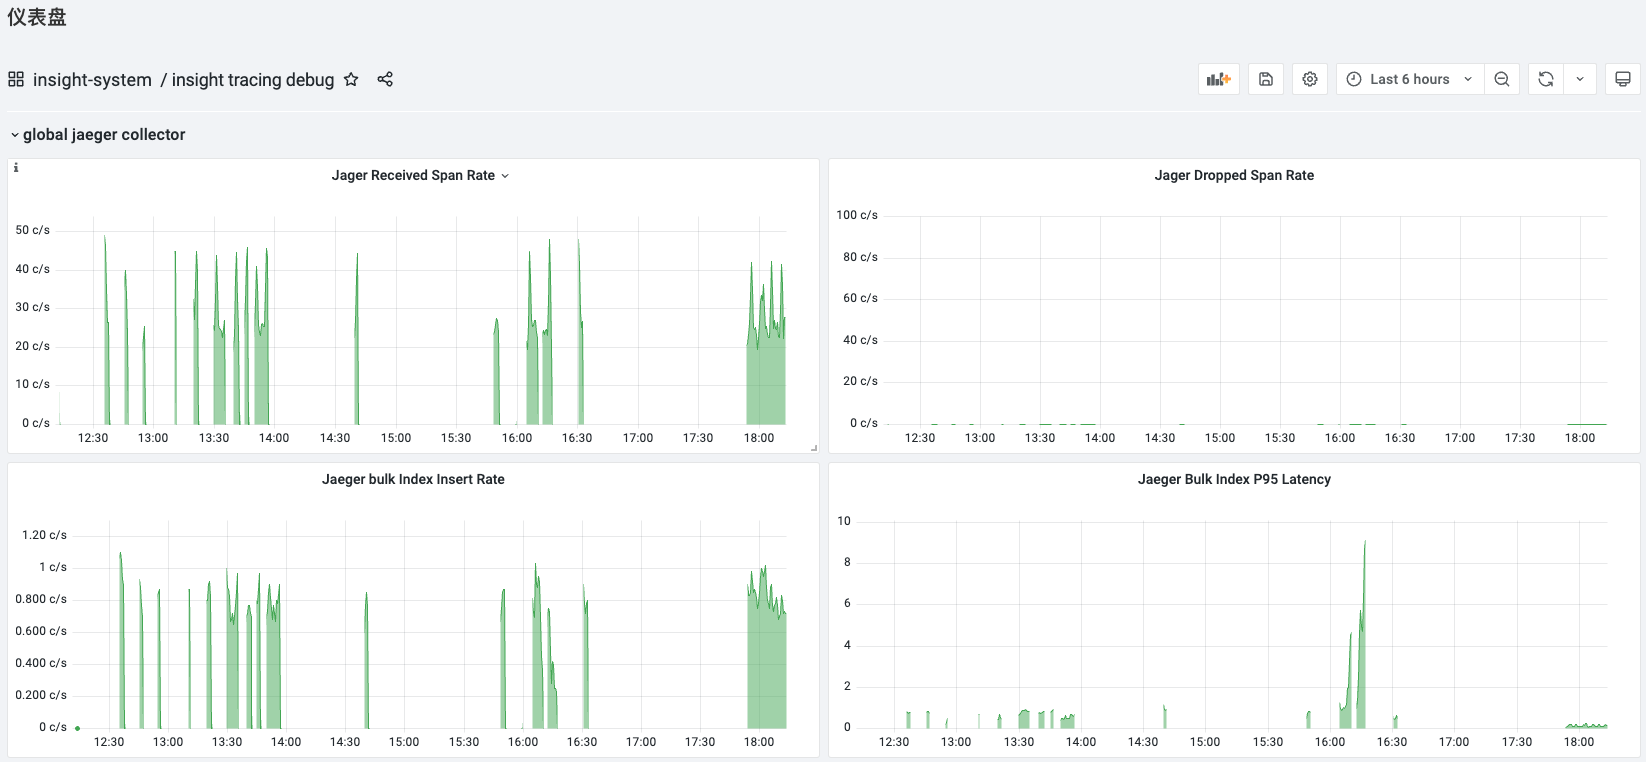 仪表盘
insight-system / insight tracing debug
Last 6 hours
global jaeger collector
i
Jager Received Span Rate
50 c/s
40 c/s
30 c/s
20 c/s
10 c/s
0 c/s
12:30 13:00 13:30 14:00 14:30 15:00 15:30 16:00 16:30 17:00 17:30 18:00
Jager Dropped Span Rate
100 c/s
80 c/s
60 c/s
40 c/s
20 c/s
0 c/s
12:30 13:00 13:30 14:00 14:30 15:00 15:30 16:00 16:30 17:00 17:30 18:00
Jaeger bulk Index Insert Rate
1.20 c/s
1 c/s
0.800 c/s
0.600 c/s
0.400 c/s
0.200 c/s
0 c/s
12:30 13:00 13:30 14:00 14:30 15:00 15:30 16:00 16:30 17:00 17:30 18:00
Jaeger Bulk Index P95 Latency
10
8
6
4
2
0
12:30 13:00 13:30 14:00 14:30 15:00 15:30 16:00 16:30 17:00 17:30 18:00